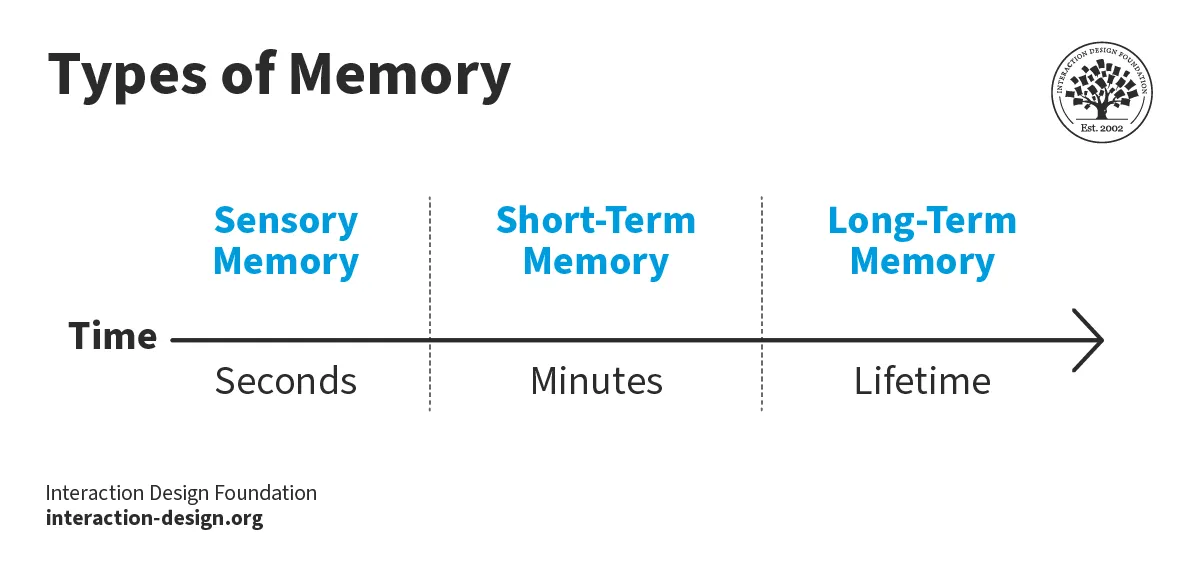 Types of Memory
INTERACTION DESIGN FOUNDATION
Est. 2002
Sensory
Memory
Short-Term
Memory
Long-Term
Memory
Time
Seconds
Minutes
Lifetime
Interaction Design Foundation
interaction-design.org